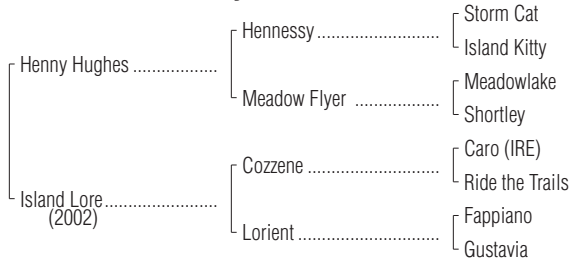 Storm Cat
Hennessy ....................
Island Kitty
Henny Hughes ..................
Meadowlake
Meadow Flyer ..................
Shortley
Caro (IRE)
Cozzene ............................
Ride the Trails
Island Lore........................
(2002)
Fappiano
Lorient ..............................
Gustavia